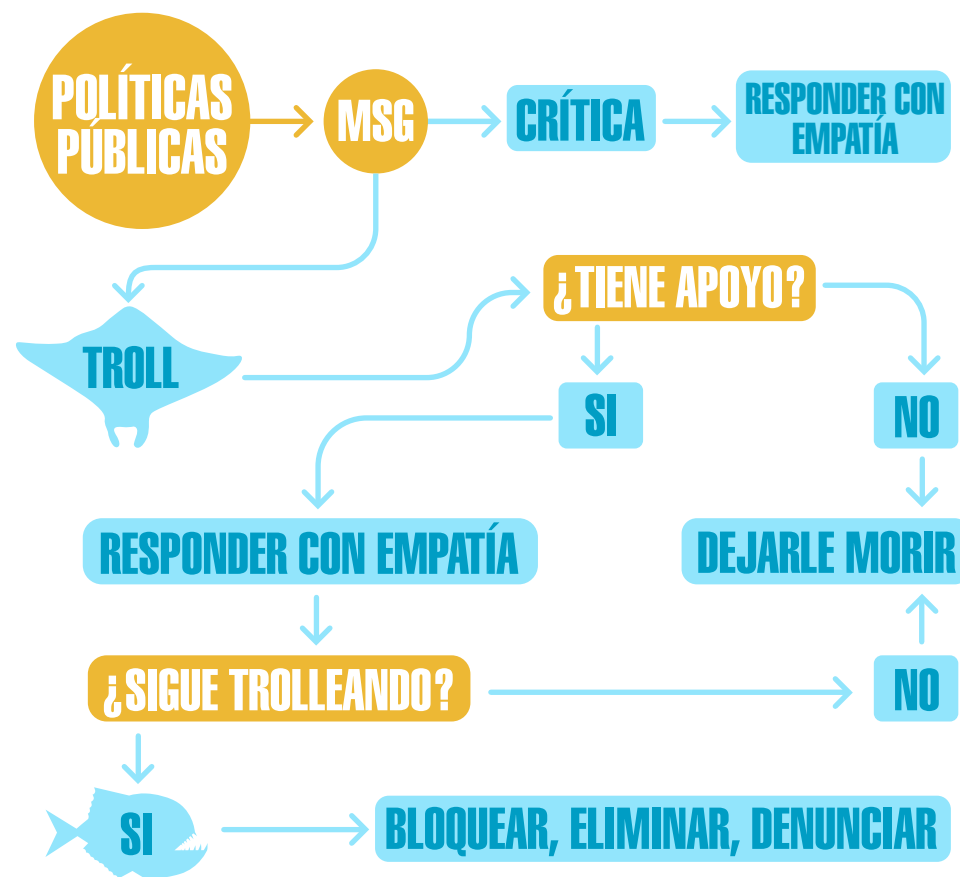 POLÍTICAS
PÚBLICAS
MSG
CRÍTICA
RESPONDER CON
EMPATÍA
¿TIENE APOYO?
TROLL
SI
NO
RESPONDER CON EMPATÍA
DEJARLE MORIR
¿SIGUE TROLLEANDO?
NO
SI
BLOQUEAR, ELIMINAR, DENUNCIAR